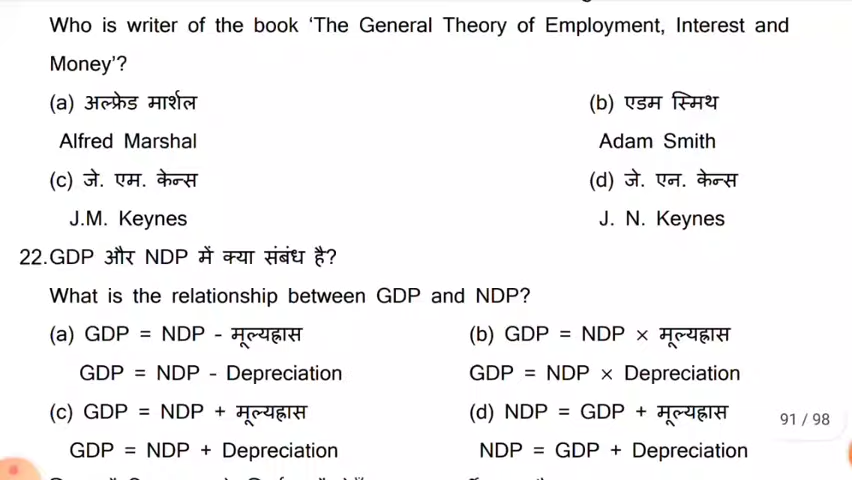 Who is writer of the book ‘The General Theory of Employment, Interest and
Money’?
(a) अल्फ्रेड मार्शल (b) एडम स्मिथ
Alfred Marshal Adam Smith
(c) जे. एम. केन्स (d) जे. एन. केन्स
J.M. Keynes J. N. Keynes
22.GDP और NDP में क्या संबंध है?
What is the relationship between GDP and NDP?
(a) GDP = NDP - मूल्यह्रास (b) GDP = NDP × मूल्यह्रास
GDP = NDP - Depreciation GDP = NDP × Depreciation
(c) GDP = NDP + मूल्यह्रास (d) NDP = GDP + मूल्यह्रास
91 / 98
GDP = NDP + Depreciation NDP = GDP + Depreciation